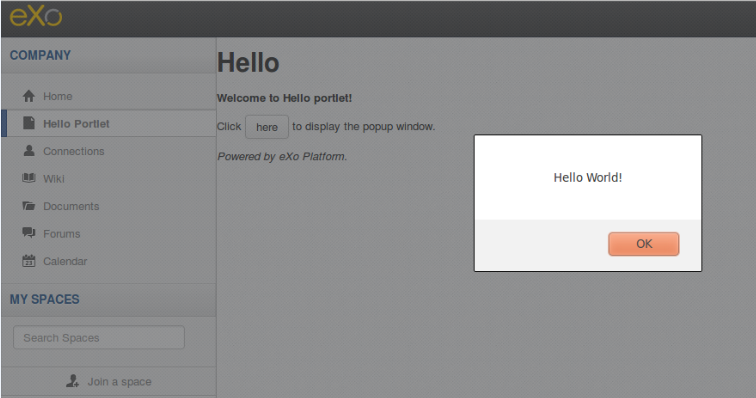 eXo
COMPANY
Home
Hello Portlet
Connections
Wiki
Documents
Forums
23 Calendar
MY SPACES
Search Spaces
Join a space
Hello
Welcome to Hello portlet!
Click here to display the popup window.
Powered by eXo Platform.
Hello World!
OK